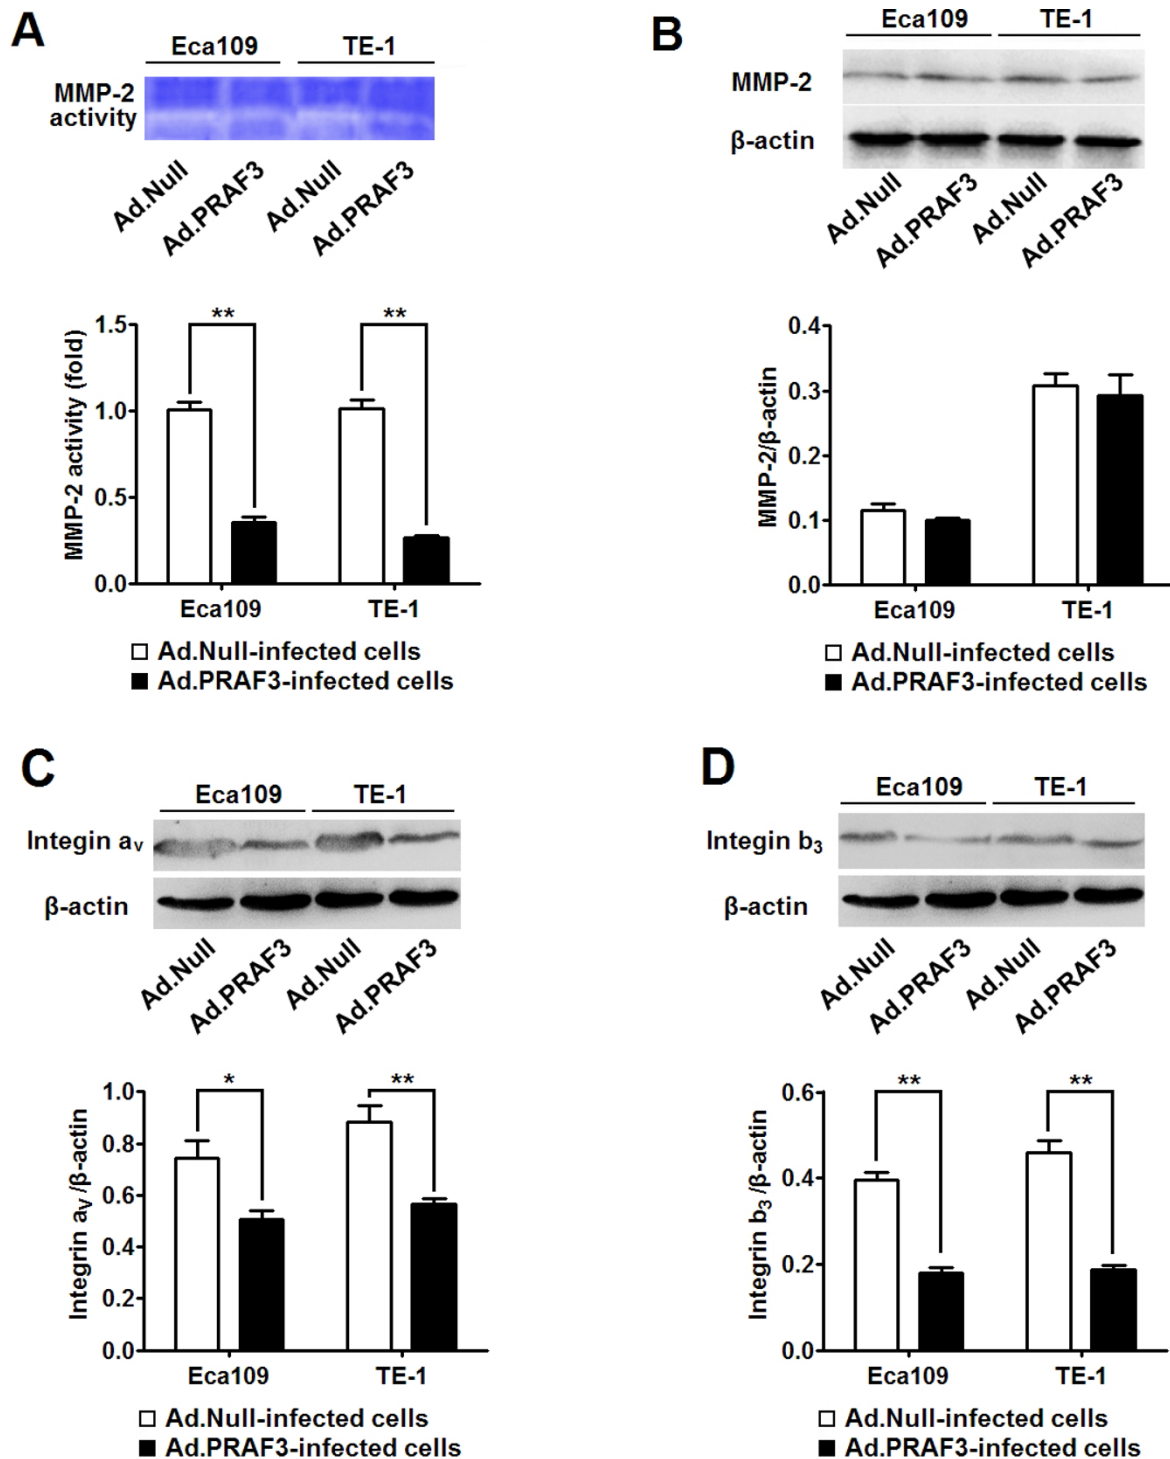 A
Eca109 TE-1
MMP-2
activity
Ad.Null Ad.PRAF3 Ad.Null Ad.PRAF3
MMP-2 activity (fold)
1.5
1.0
0.5
0.0
** **
Eca109 TE-1
Ad.Null-infected cells
Ad.PRAF3-infected cells
B
Eca109 TE-1
MMP-2
β-actin
Ad.Null Ad.PRAF3 Ad.Null Ad.PRAF3
MMP-2/β-actin
0.4
0.3
0.2
0.1
0.0
Eca109 TE-1
Ad.Null-infected cells
Ad.PRAF3-infected cells
C
Eca109 TE-1
Integin aᵥ
β-actin
Ad.Null Ad.PRAF3 Ad.Null Ad.PRAF3
Integrin aᵥ/β-actin
1.0
0.8
0.6
0.4
0.2
0.0
* **
Eca109 TE-1
Ad.Null-infected cells
Ad.PRAF3-infected cells
D
Eca109 TE-1
Integin b₃
β-actin
Ad.Null Ad.PRAF3 Ad.Null Ad.PRAF3
Integrin b₃/β-actin
0.6
0.4
0.2
0.0
** **
Eca109 TE-1
Ad.Null-infected cells
Ad.PRAF3-infected cells